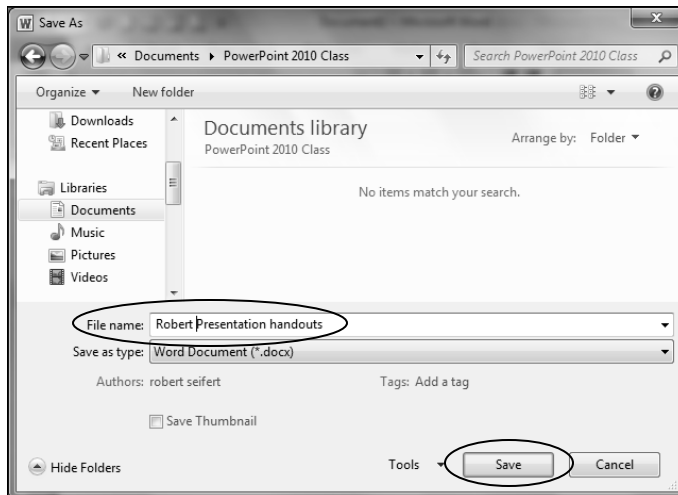 W Save As
Document1 - Microsoft Word
« Documents ▸ PowerPoint 2010 Class
Search PowerPoint 2010 Class
Organize ▼ New folder
Downloads
Recent Places
Libraries
Documents
Music
Pictures
Videos
Documents library
PowerPoint 2010 Class
Arrange by: Folder ▼
No items match your search.
File name: Robert Presentation handouts
Save as type: Word Document (*.docx)
Authors: robert seifert Tags: Add a tag
Save Thumbnail
Hide Folders Tools Save Cancel